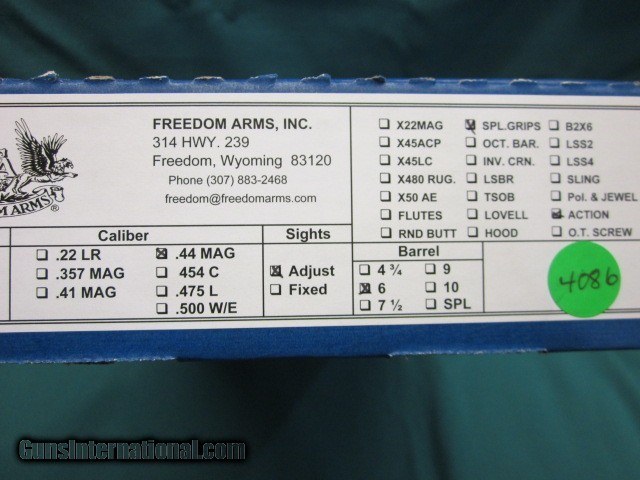 M ARMS®
FREEDOM ARMS, INC.
314 HWY. 239
Freedom, Wyoming 83120
Phone (307) 883-2468
freedom@freedomarms.com
X22MAG
X45ACP
X45LC
X480 RUG.
X50 AE
FLUTES
RND BUTT
SPL.GRIPS
OCT. BAR.
INV. CRN.
LSBR
TSOB
LOVELL
HOOD
B2X6
LSS2
LSS4
SLING
Pol. & JEWEL
ACTION
O.T. SCREW
Caliber
.22 LR
.357 MAG
.41 MAG
.44 MAG
.454 C
.475 L
.500 W/E
Sights
Adjust
Fixed
Barrel
4 ¾
6
7 ½
9
10
SPL
4086
GunsInternational.com